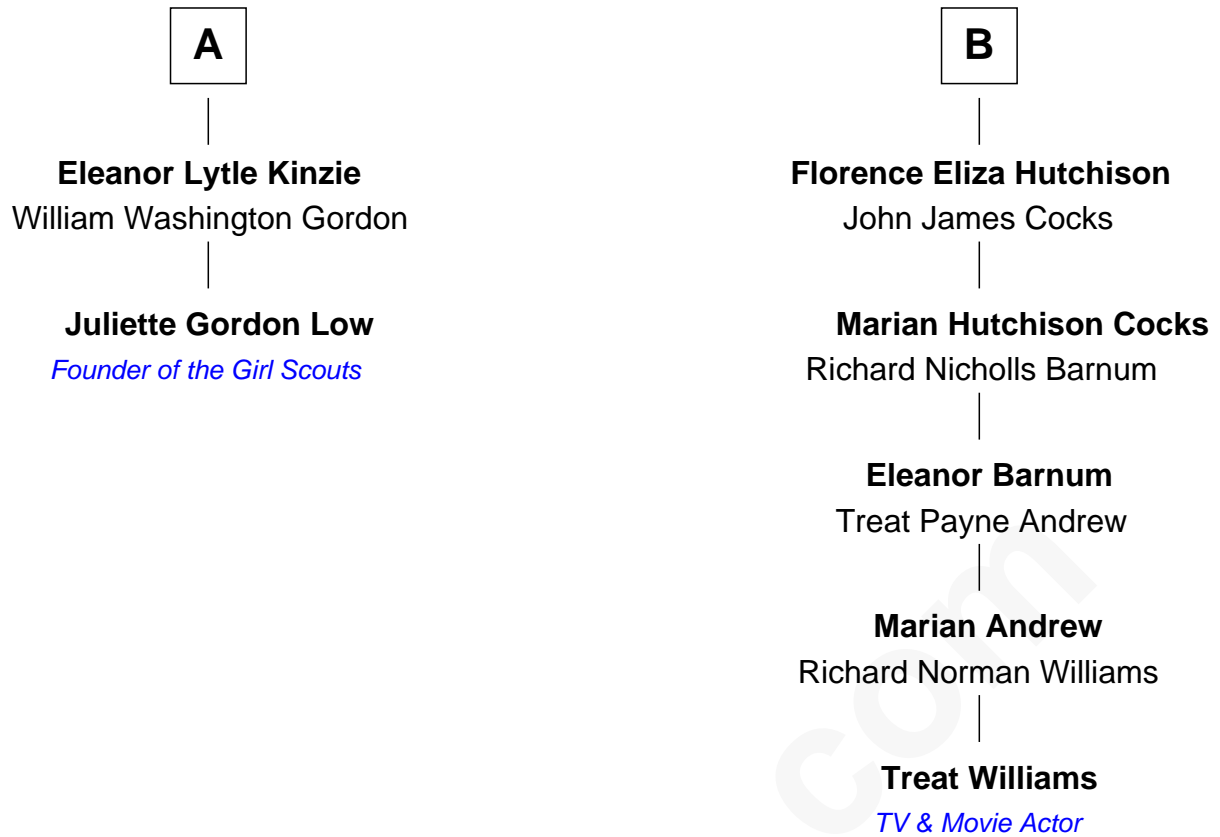 A
Eleanor Lytle Kinzie
William Washington Gordon
Juliette Gordon Low
Founder of the Girl Scouts
B
Florence Eliza Hutchison
John James Cocks
Marian Hutchison Cocks
Richard Nicholls Barnum
Eleanor Barnum
Treat Payne Andrew
Marian Andrew
Richard Norman Williams
Treat Williams
TV & Movie Actor
com